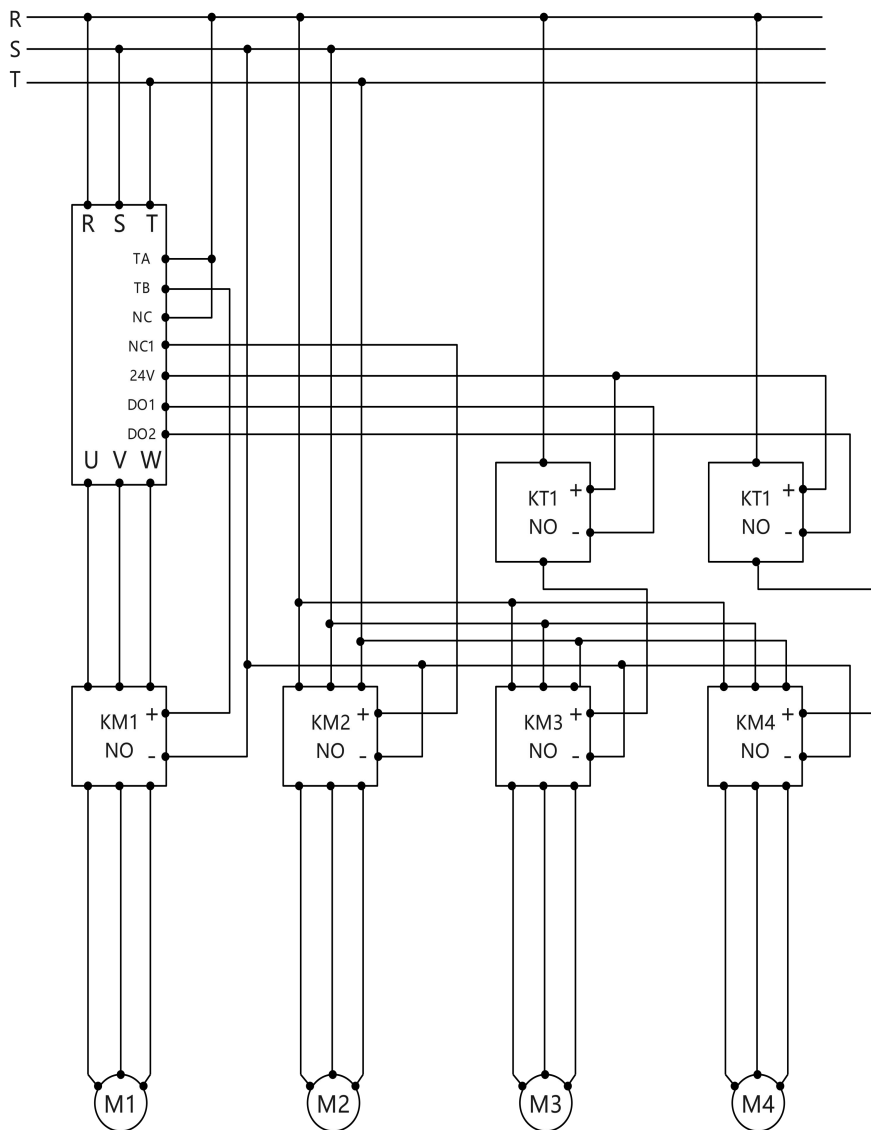 R
S
T
R S T
TA
TB
NC
NC1
24V
DO1
DO2
U V W
KT1 +
NO -
KT1 +
NO -
KM1 +
NO -
KM2 +
NO -
KM3 +
NO -
KM4 +
NO -
M1
M2
M3
M4